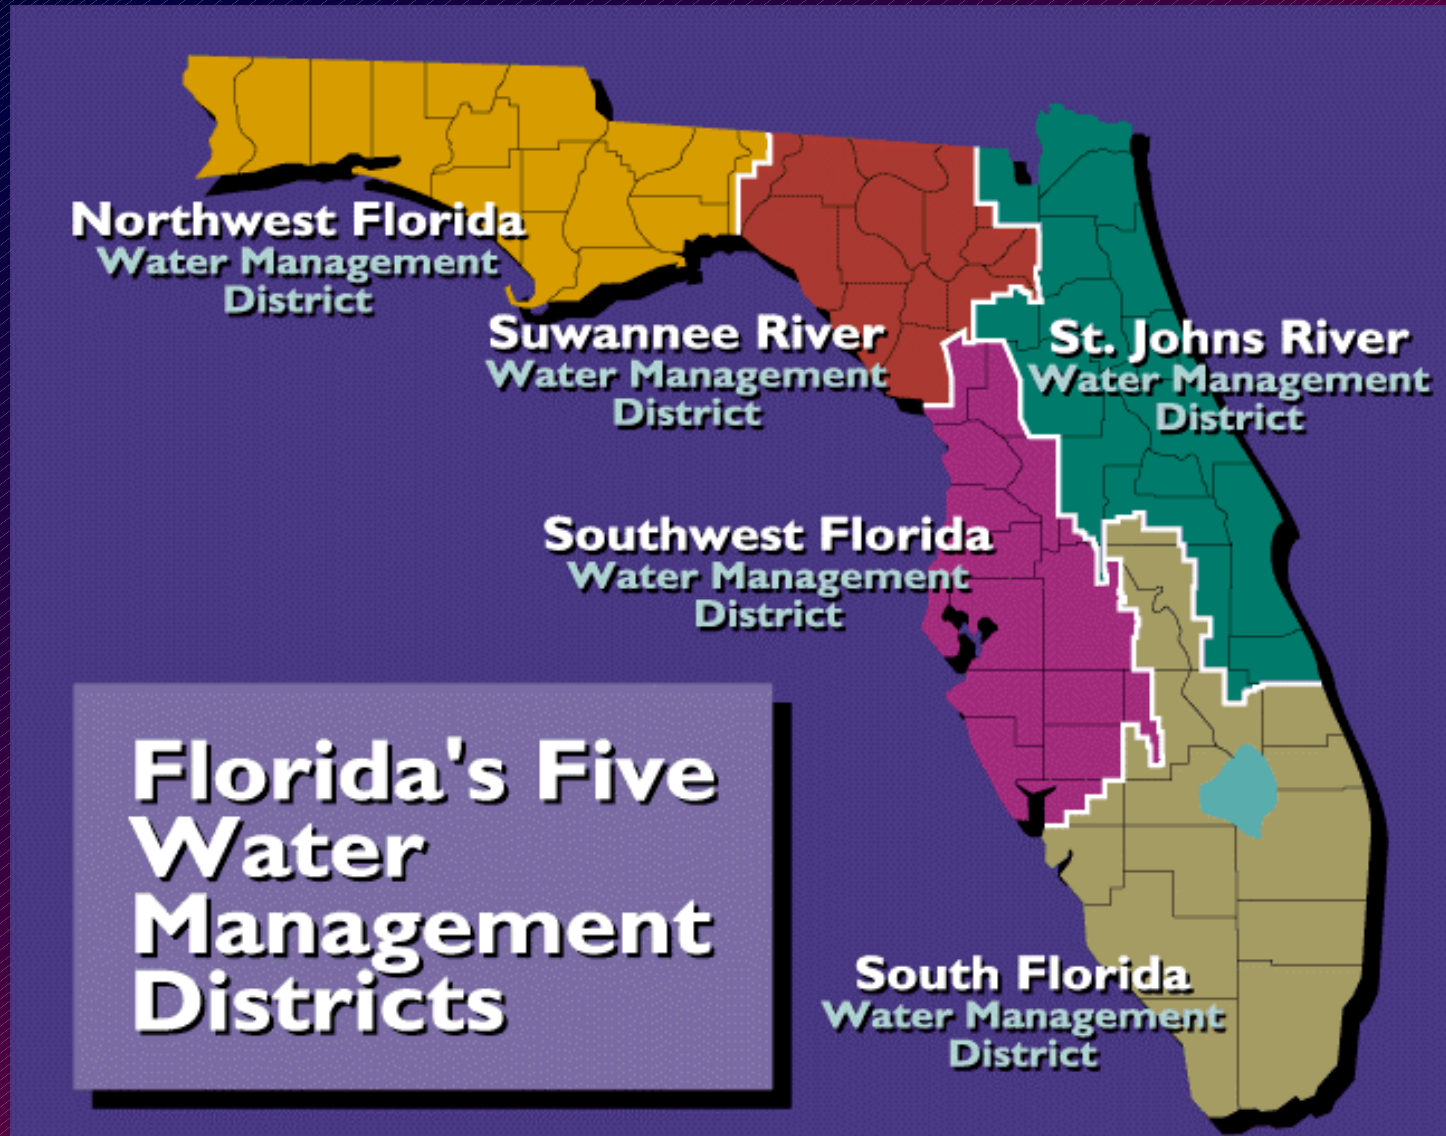 Northwest Florida
Water Management
District
Suwannee River
Water Management
District
St. Johns River
Water Management
District
Southwest Florida
Water Management
District
Florida's Five
Water
Management
Districts
South Florida
Water Management
District